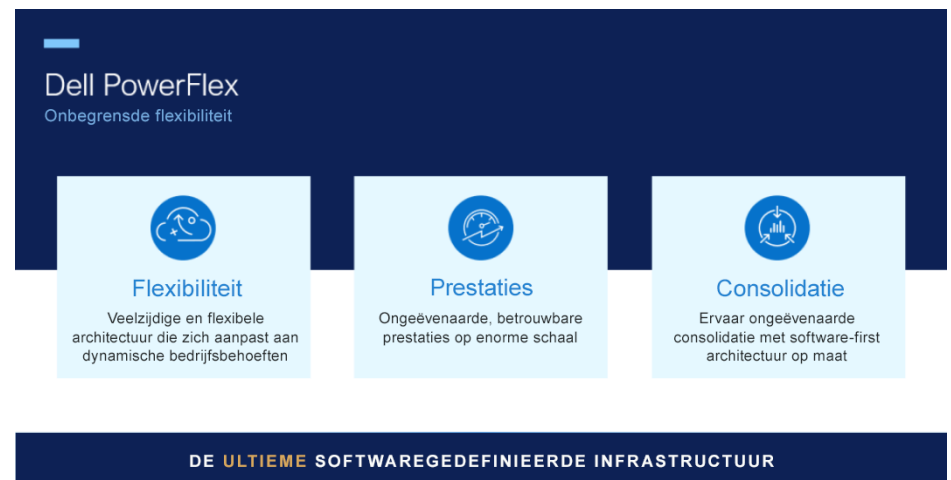 Dell PowerFlex
Onbegrensde flexibiliteit
Flexibiliteit
Veelzijdige en flexibele
architectuur die zich aanpast aan
dynamische bedrijfsbehoeften
Prestaties
Ongeëvenaarde, betrouwbare
prestaties op enorme schaal
Consolidatie
Ervaar ongeëvenaarde
consolidatie met software-first
architectuur op maat
DE ULTIEME SOFTWAREGEDEFINIEERDE INFRASTRUCTUUR